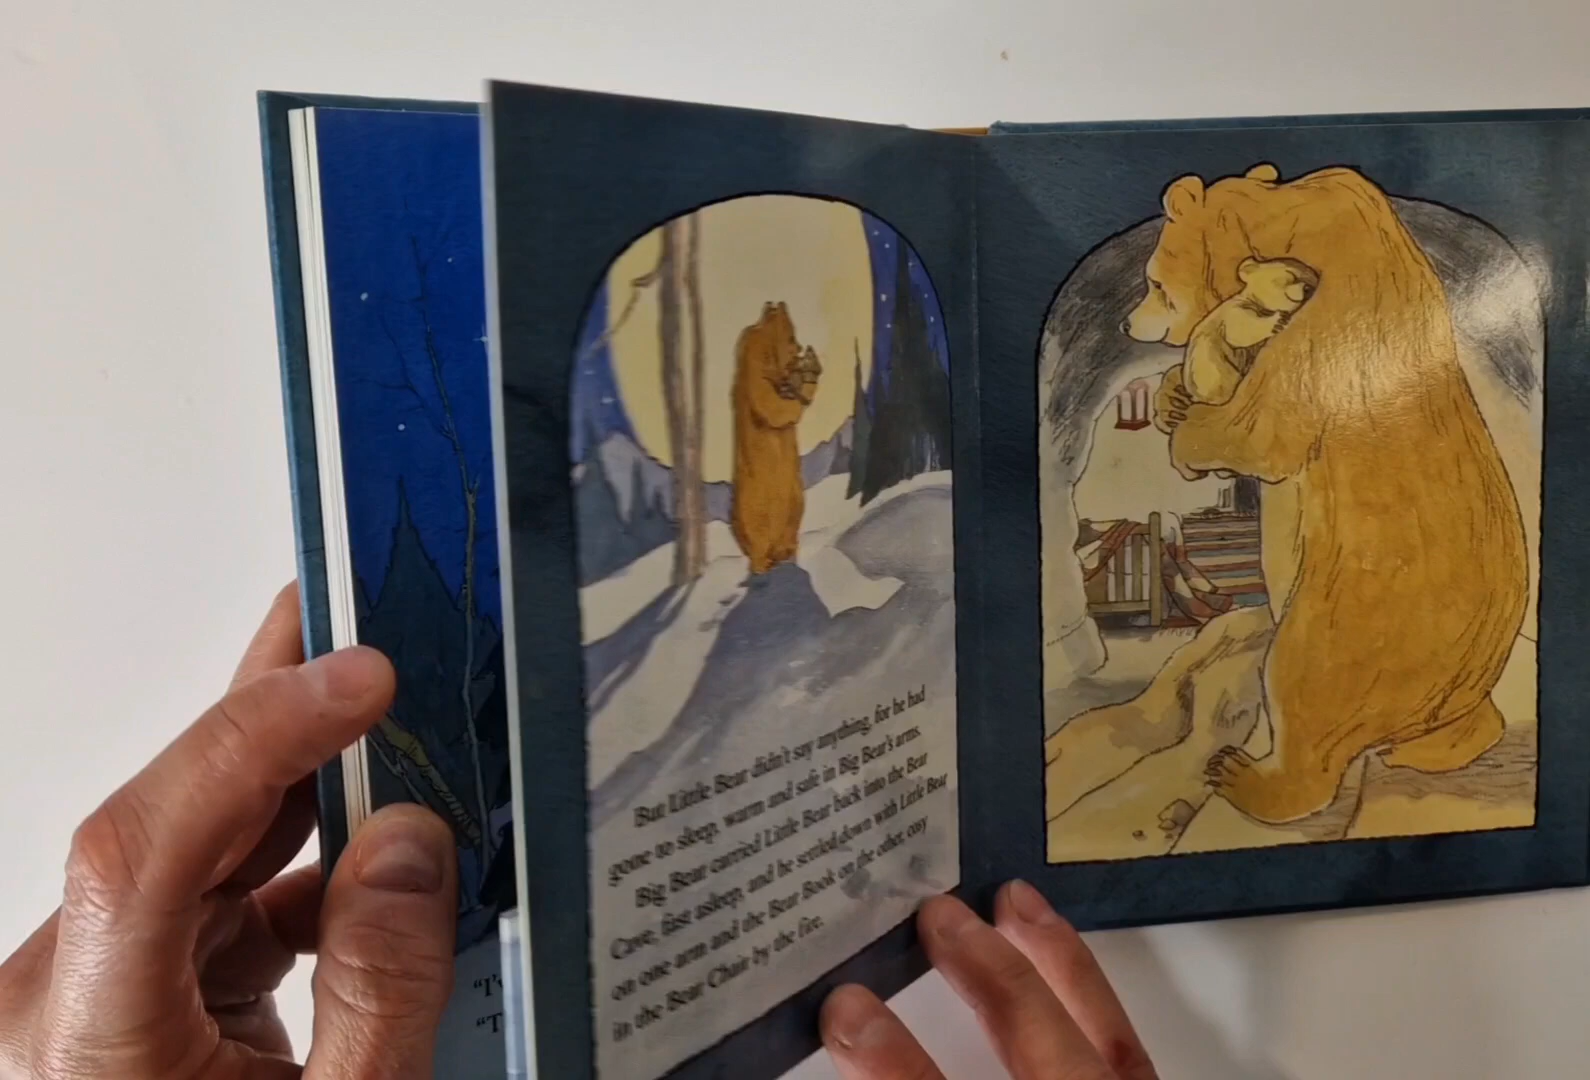 "I'v
"T
But Little Bear didn't say anything, for he had
gone to sleep, warm and safe in Big Bear's arms.
Big Bear carried Little Bear back into the Bear
Cave, fast asleep, and he settled down with Little Bear
on one arm and the Bear Book on the other, cosy
in the Bear Chair by the fire.